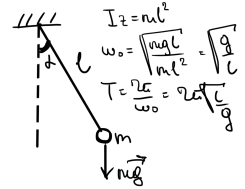 I_z = ml²
ω₀ = √(mgl / ml²) = √(g / l)
T = 2π / ω₀ = 2π√(l / g)
α
l
m
mg⃗